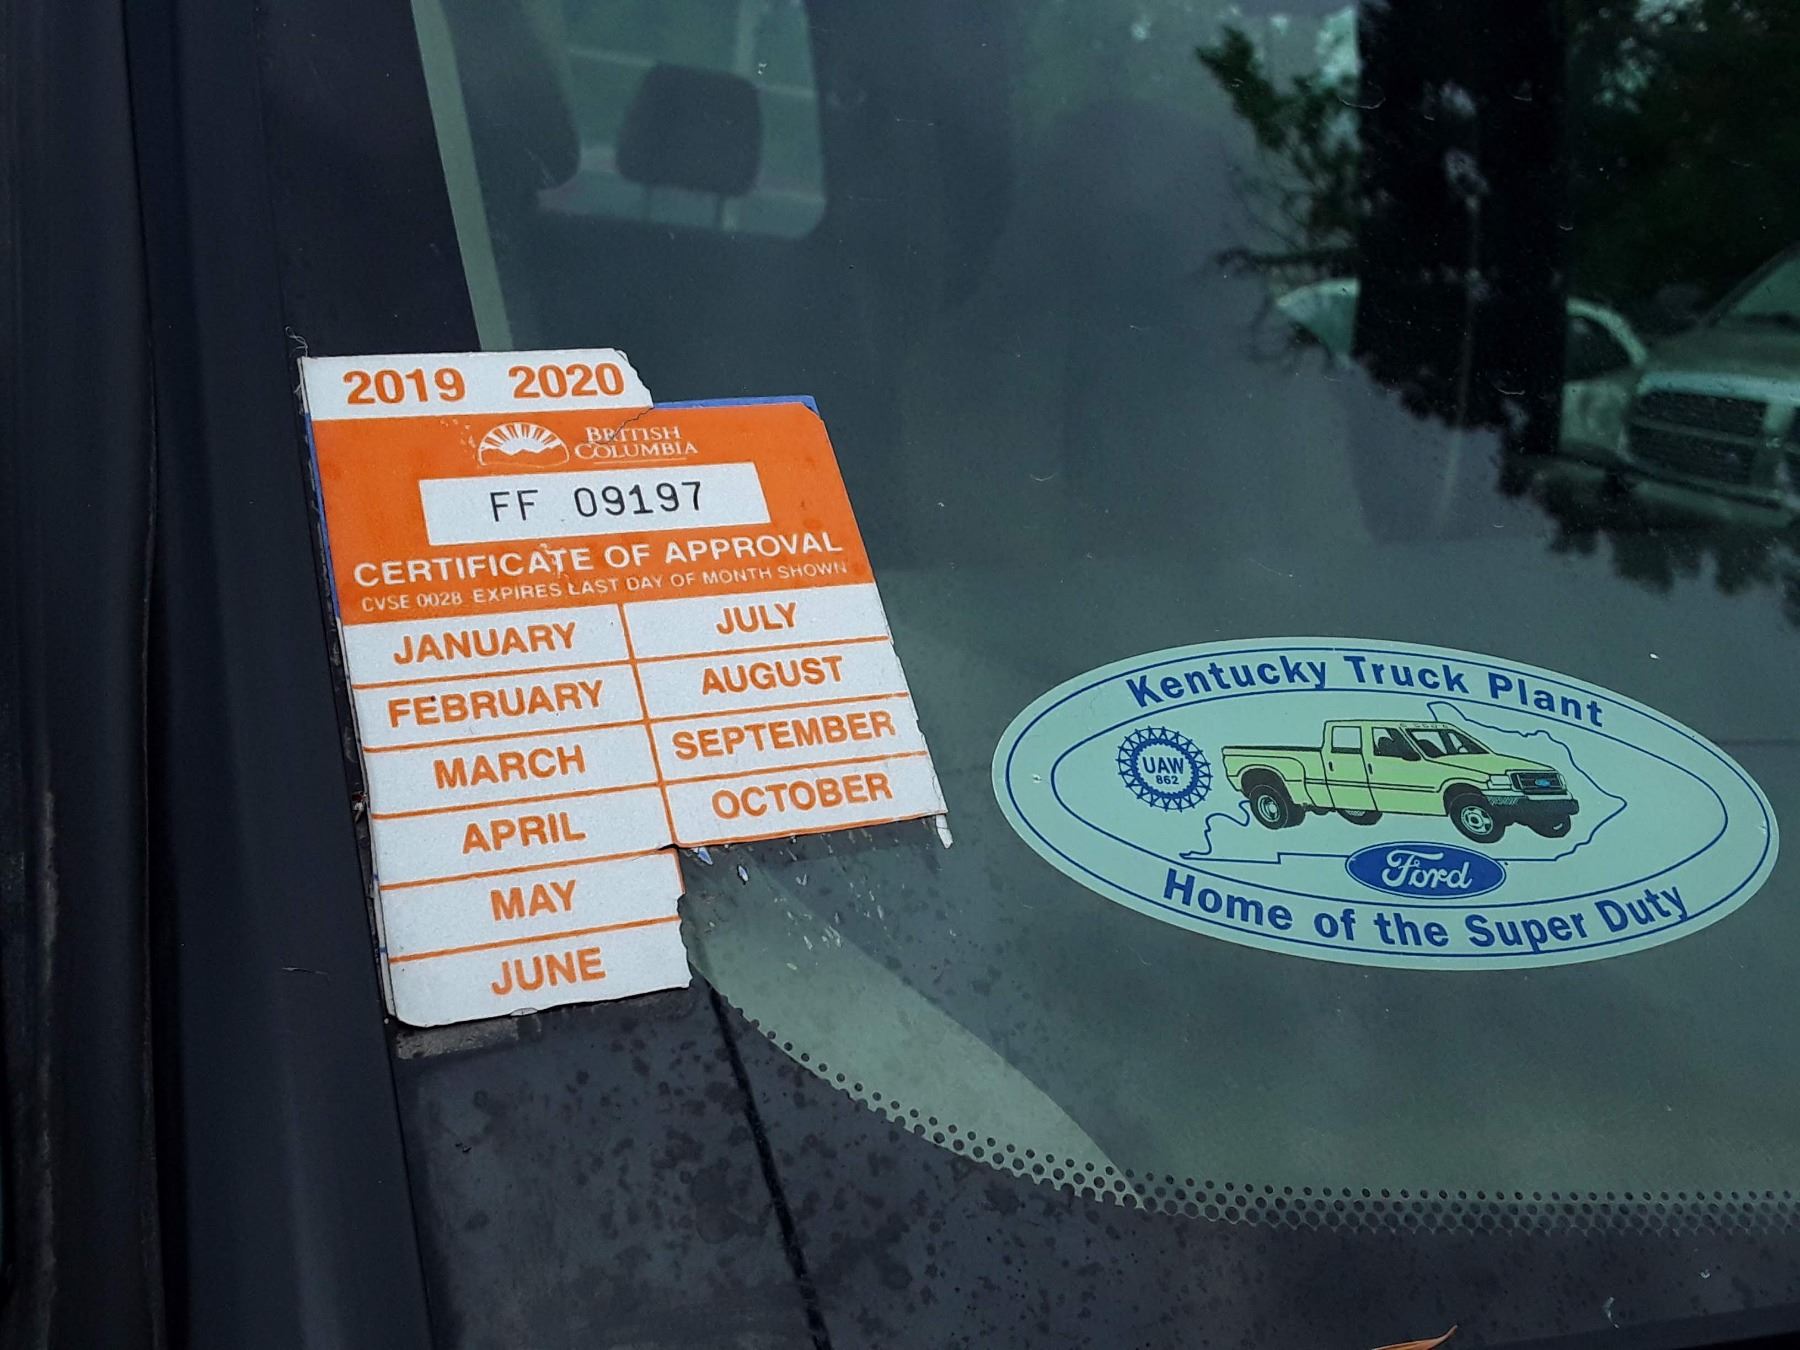 2019 2020
BRITISH
COLUMBIA
FF 09197
CERTIFICATE OF APPROVAL
CVSE 0028 EXPIRES LAST DAY OF MONTH SHOWN
JANUARY JULY
FEBRUARY AUGUST
MARCH SEPTEMBER
APRIL OCTOBER
MAY
JUNE
Kentucky Truck Plant
UAW
862
Ford
Home of the Super Duty